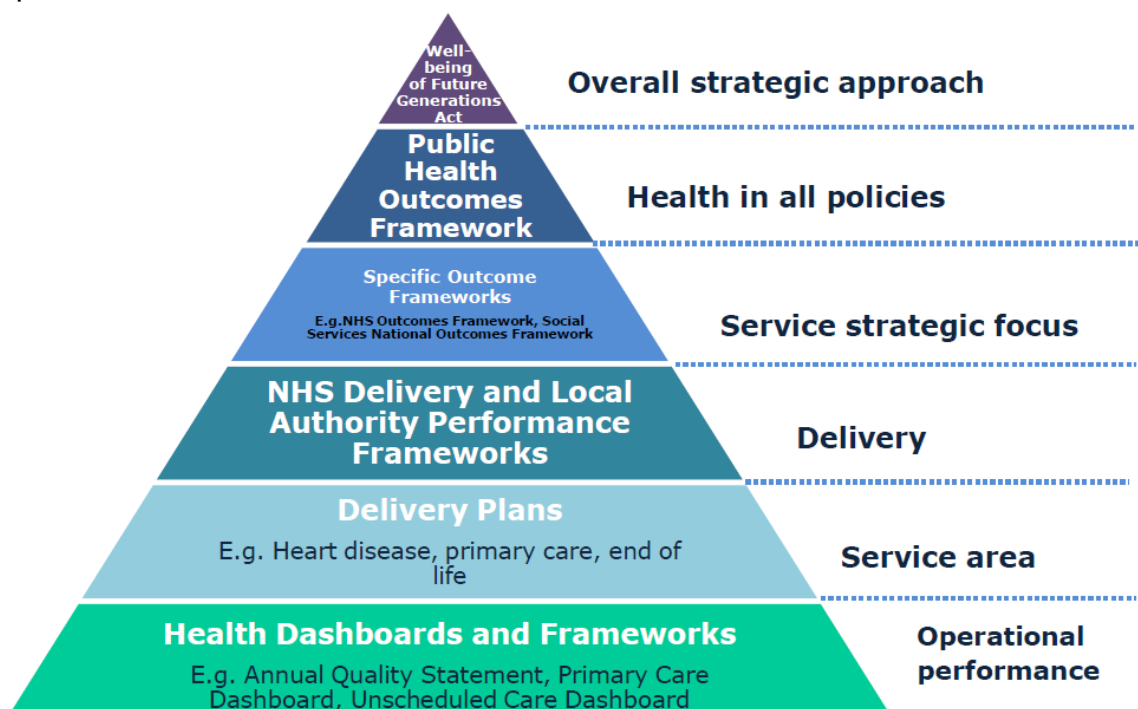 Well-
being
of Future
Generations
Act
Overall strategic approach
Public
Health
Outcomes
Framework
Health in all policies
Specific Outcome
Frameworks
E.g.NHS Outcomes Framework, Social
Services National Outcomes Framework
Service strategic focus
NHS Delivery and Local
Authority Performance
Frameworks
Delivery
Delivery Plans
E.g. Heart disease, primary care, end of
life
Service area
Health Dashboards and Frameworks
E.g. Annual Quality Statement, Primary Care
Dashboard, Unscheduled Care Dashboard
Operational
performance